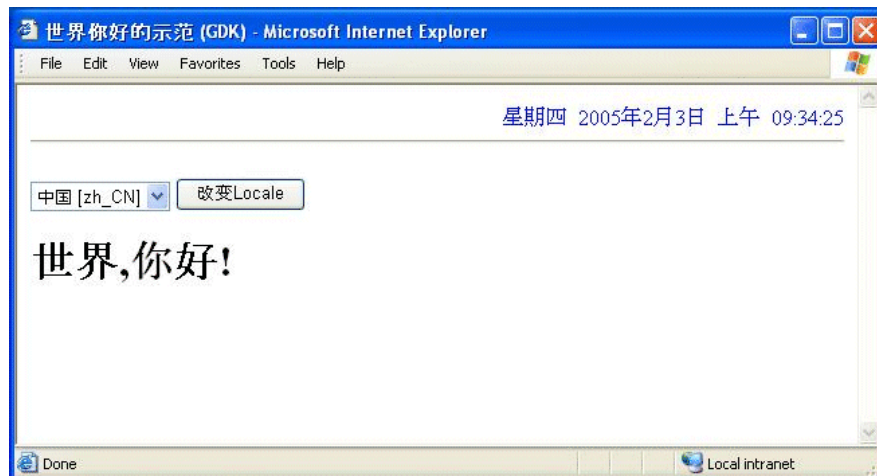 世界你好的示范 (GDK) - Microsoft Internet Explorer
File Edit View Favorites Tools Help
星期四 2005年2月3日 上午 09:34:25
中国 [zh_CN] 改变Locale
世界,你好!
Done Local intranet